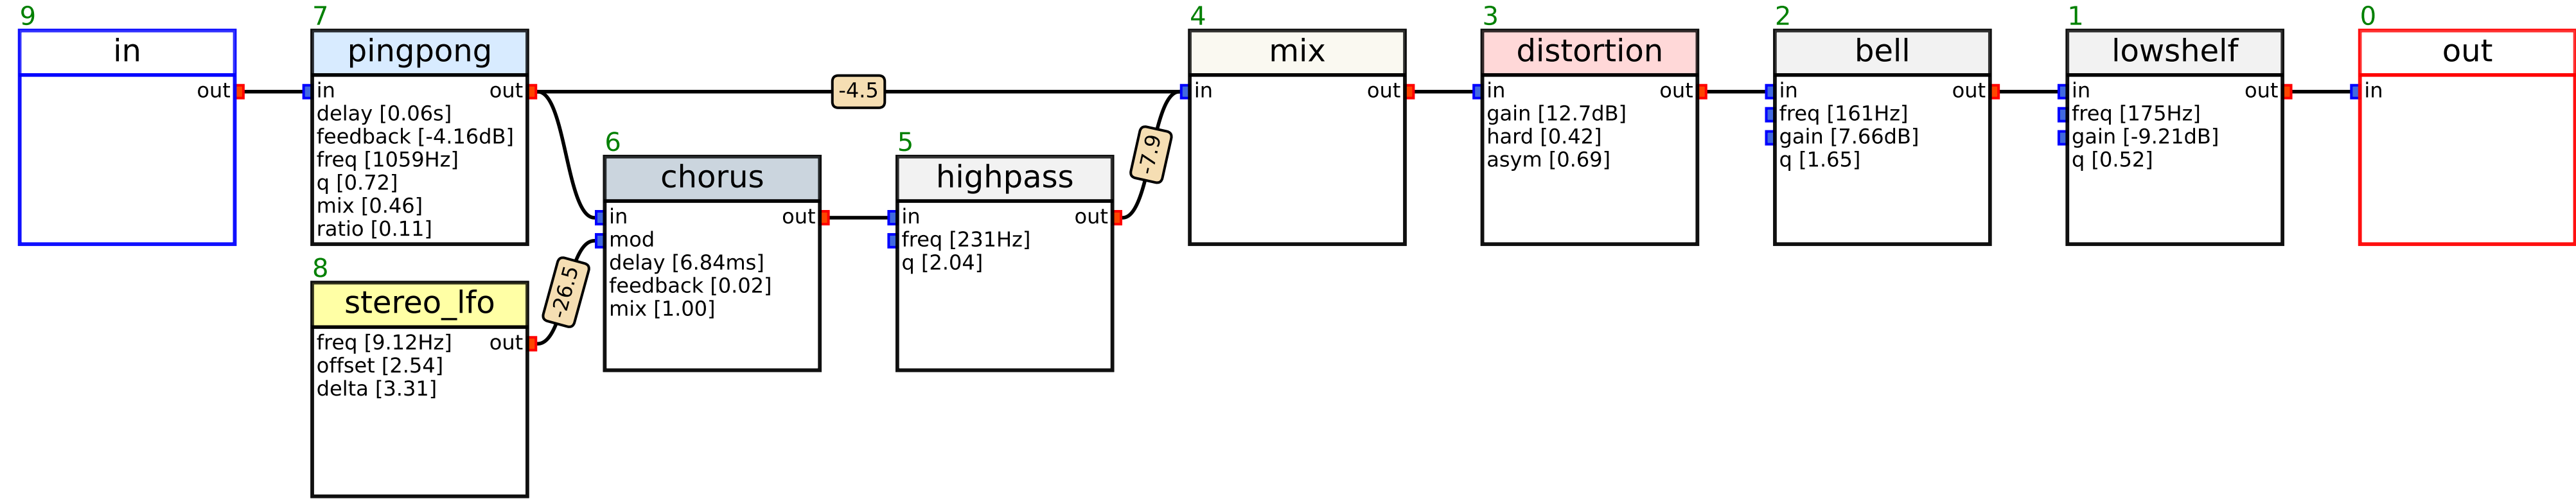 9
in
out
7
pingpong
in out
delay [0.06s]
feedback [-4.16dB]
freq [1059Hz]
q [0.72]
mix [0.46]
ratio [0.11]
8
stereo_lfo
freq [9.12Hz] out
offset [2.54]
delta [3.31]
-26.5
6
chorus
in out
mod
delay [6.84ms]
feedback [0.02]
mix [1.00]
5
highpass
in out
freq [231Hz]
q [2.04]
-4.5
-7.9
4
mix
in out
3
distortion
in out
gain [12.7dB]
hard [0.42]
asym [0.69]
2
bell
in out
freq [161Hz]
gain [7.66dB]
q [1.65]
1
lowshelf
in out
freq [175Hz]
gain [-9.21dB]
q [0.52]
0
out
in